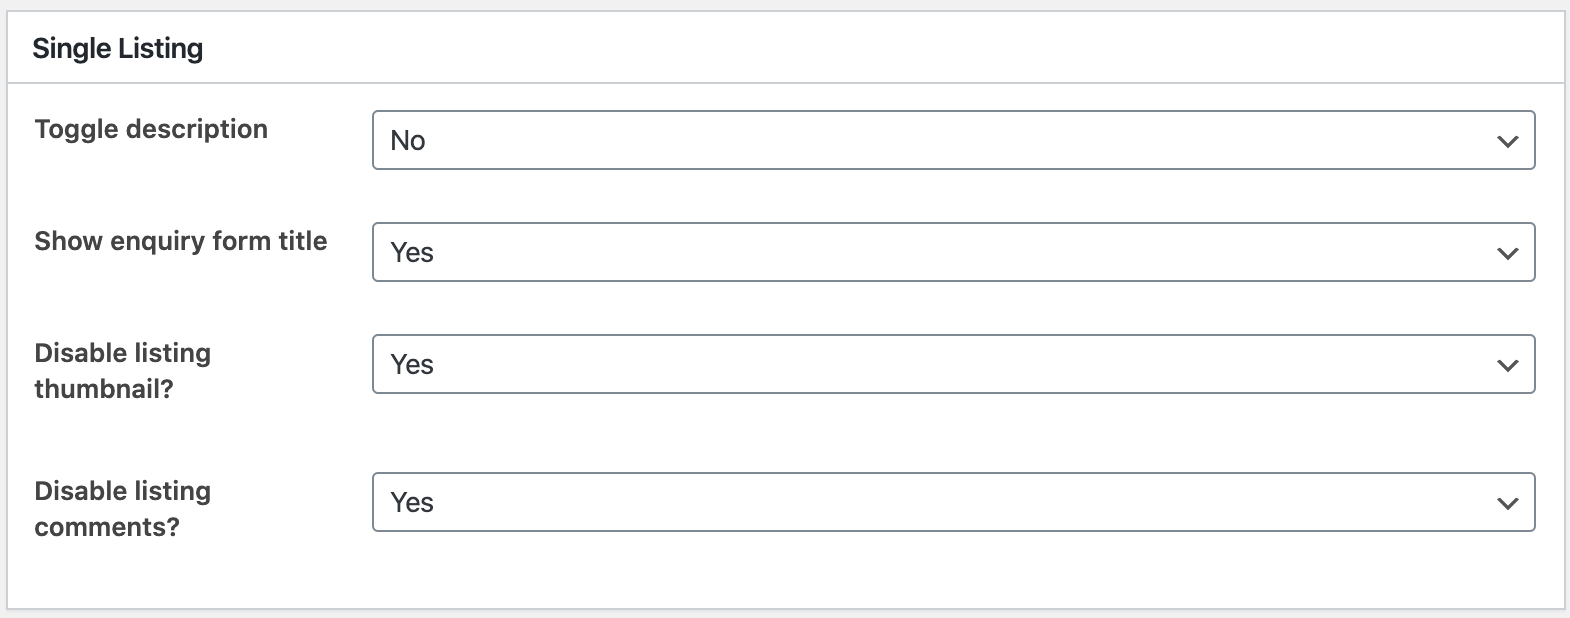 Single Listing
Toggle description
No
Show enquiry form title
Yes
Disable listing
thumbnail?
Yes
Disable listing
comments?
Yes